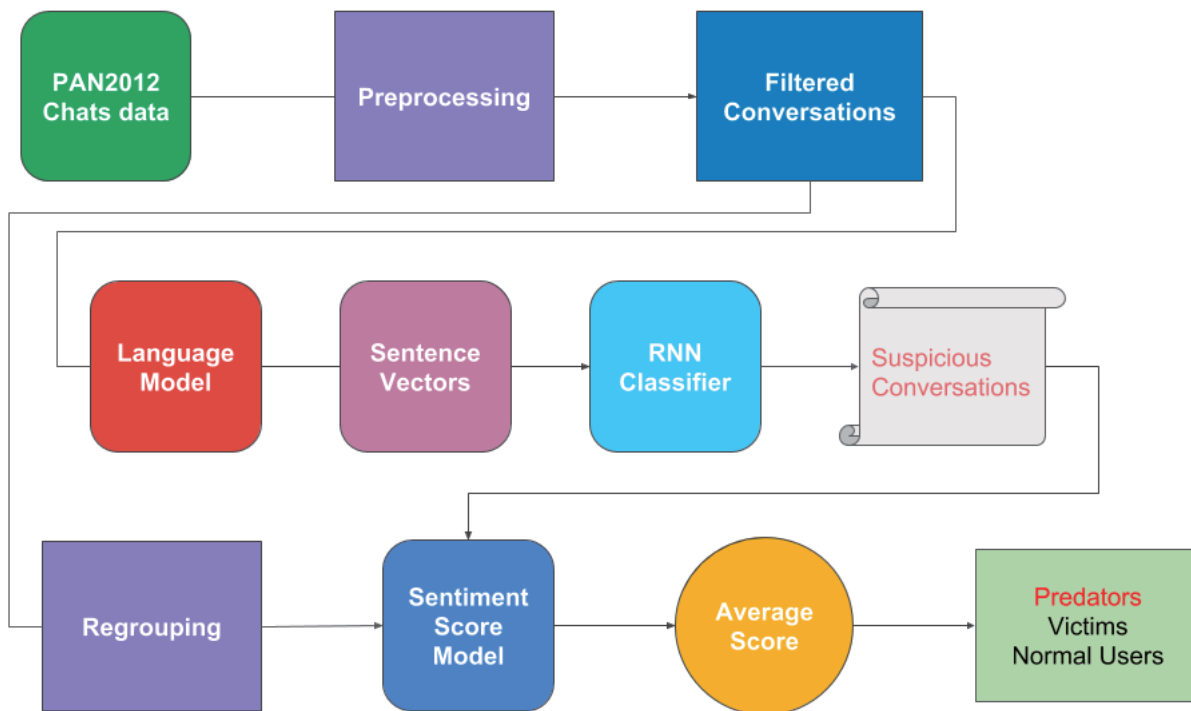 PAN2012
Chats data
Preprocessing
Filtered
Conversations
Language
Model
Sentence
Vectors
RNN
Classifier
Suspicious
Conversations
Regrouping
Sentiment
Score
Model
Average
Score
Predators
Victims
Normal Users